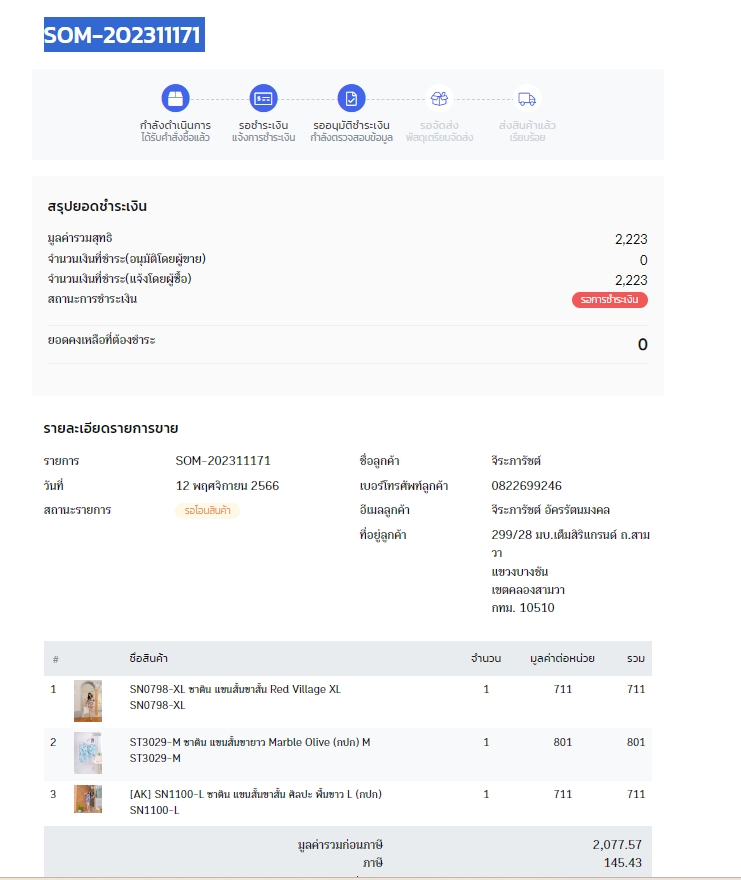 SOM-202311171
กำลังดำเนินการ
ได้รับคำสั่งซื้อแล้ว
รอชำระเงิน
แจ้งการชำระเงิน
รออนุมัติชำระเงิน
กำลังตรวจสอบข้อมูล
รอจัดส่ง
พัสดุเตรียมจัดส่ง
ส่งสินค้าแล้ว
เรียบร้อย
สรุปยอดชำระเงิน
มูลค่ารวมสุทธิ 2,223
จำนวนเงินที่ชำระ(อนุมัติโดยผู้ขาย) 0
จำนวนเงินที่ชำระ(แจ้งโดยผู้ซื้อ) 2,223
สถานะการชำระเงิน รอการชำระเงิน
ยอดคงเหลือที่ต้องชำระ 0
รายละเอียดรายการขาย
รายการ SOM-202311171 ชื่อลูกค้า จีระภารัชต์
วันที่ 12 พฤศจิกายน 2566 เบอร์โทรศัพท์ลูกค้า 0822699246
สถานะรายการ รอโอนสินค้า อีเมลลูกค้า จีระภารัชต์ อัครรัตนมงคล
ที่อยู่ลูกค้า 299/28 มบ.เต็มสิริแกรนด์ ถ.สาม
วา
แขวงบางชัน
เขตคลองสามวา
กทม. 10510
# ชื่อสินค้า จำนวน มูลค่าต่อหน่วย รวม
1 SN0798-XL ซาติน แขนสั้นขาสั้น Red Village XL 1 711 711
SN0798-XL
2 ST3029-M ซาติน แขนสั้นขายาว Marble Olive (กปก) M 1 801 801
ST3029-M
3 [AK] SN1100-L ซาติน แขนสั้นขาสั้น ศิลปะ พื้นขาว L (กปก) 1 711 711
SN1100-L
มูลค่ารวมก่อนภาษี 2,077.57
ภาษี 145.43